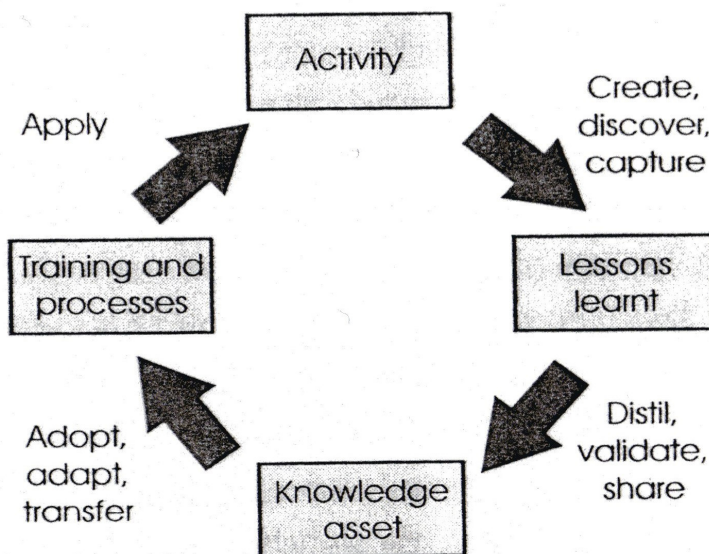 Activity
Create,
discover,
capture
Lessons
learnt
Distil,
validate,
share
Knowledge
asset
Adopt,
adapt,
transfer
Training and
processes
Apply